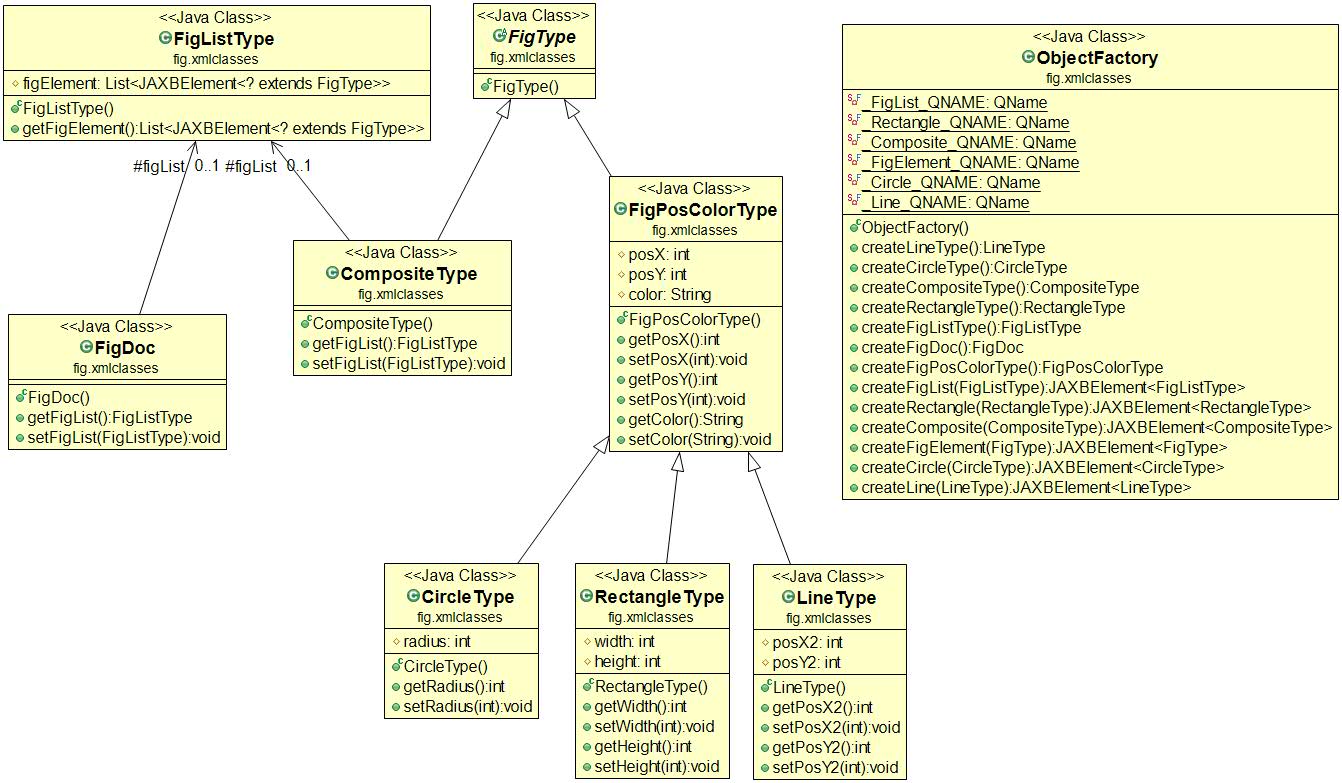 <<Java Class>>
FigListType
fig.xmlclasses
figElement: List<JAXBElement<? extends FigType>>
FigListType()
getFigElement():List<JAXBElement<? extends FigType>>
<<Java Class>>
FigType
fig.xmlclasses
FigType()
<<Java Class>>
ObjectFactory
fig.xmlclasses
_FigList_QNAME: QName
_Rectangle_QNAME: QName
_Composite_QNAME: QName
_FigElement_QNAME: QName
_Circle_QNAME: QName
_Line_QNAME: QName
ObjectFactory()
createLineType():LineType
createCircleType():CircleType
createCompositeType():CompositeType
createRectangleType():RectangleType
createFigListType():FigListType
createFigDoc():FigDoc
createFigPosColorType():FigPosColorType
createFigList(FigListType):JAXBElement<FigListType>
createRectangle(RectangleType):JAXBElement<RectangleType>
createComposite(CompositeType):JAXBElement<CompositeType>
createFigElement(FigType):JAXBElement<FigType>
createCircle(CircleType):JAXBElement<CircleType>
createLine(LineType):JAXBElement<LineType>
#figList 0..1 #figList 0..1
<<Java Class>>
FigPosColorType
fig.xmlclasses
posX: int
posY: int
color: String
FigPosColorType()
getPosX():int
setPosX(int):void
getPosY():int
setPosY(int):void
getColor():String
setColor(String):void
<<Java Class>>
CompositeType
fig.xmlclasses
CompositeType()
getFigList():FigListType
setFigList(FigListType):void
<<Java Class>>
FigDoc
fig.xmlclasses
FigDoc()
getFigList():FigListType
setFigList(FigListType):void
<<Java Class>>
CircleType
fig.xmlclasses
radius: int
CircleType()
getRadius():int
setRadius(int):void
<<Java Class>>
RectangleType
fig.xmlclasses
width: int
height: int
RectangleType()
getWidth():int
setWidth(int):void
getHeight():int
setHeight(int):void
<<Java Class>>
LineType
fig.xmlclasses
posX2: int
posY2: int
LineType()
getPosX2():int
setPosX2(int):void
getPosY2():int
setPosY2(int):void